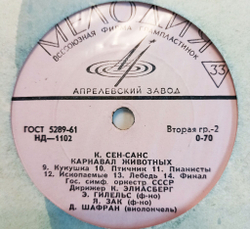 МЕЛОДИЯ
ВСЕСОЮЗНАЯ ФИРМА ГРАМПЛАСТИНОК
33
АПРЕЛЕВСКИЙ ЗАВОД
ГОСТ 5289-61
НД—1102
Вторая гр.-2
0-70
К. СЕН-САНС
КАРНАВАЛ ЖИВОТНЫХ
9. Кукушка 10. Птичник 11. Пианисты
12. Ископаемые 13. Лебедь 14. Финал
Гос. симф. оркестр СССР
Дирижер К. ЭЛИАСБЕРГ
Э. ГИЛЕЛЬС (ф-но)
Я. ЗАК (ф-но)
Д. ШАФРАН (виолончель)